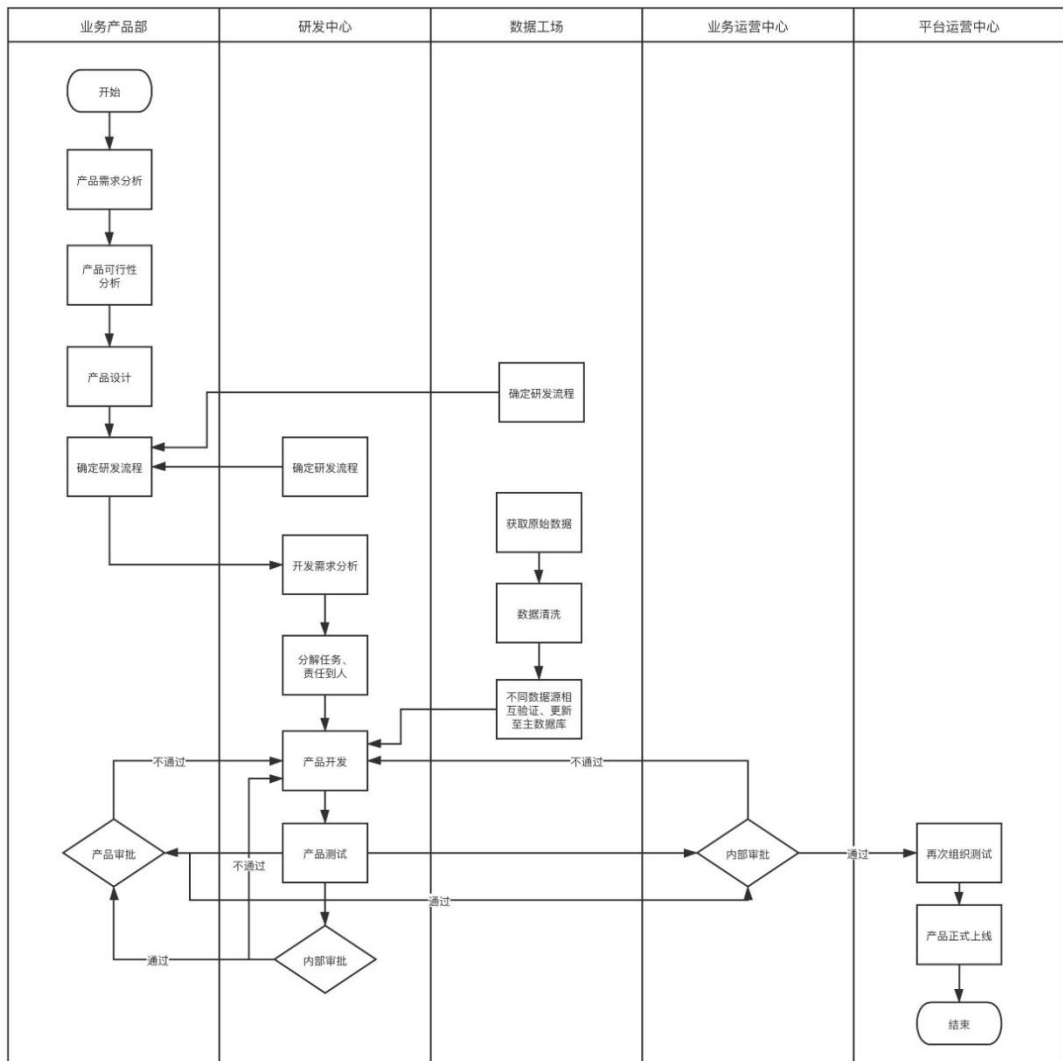 业务产品部
研发中心
数据工场
业务运营中心
平台运营中心
开始
产品需求分析
产品可行性
分析
产品设计
确定研发流程
确定研发流程
确定研发流程
获取原始数据
开发需求分析
数据清洗
分解任务、
责任到人
不同数据源相
互验证、更新
至主数据库
产品开发
不通过
不通过
产品审批
不通过
产品测试
内部审批
通过
再次组织测试
通过
产品正式上线
通过
内部审批
结束